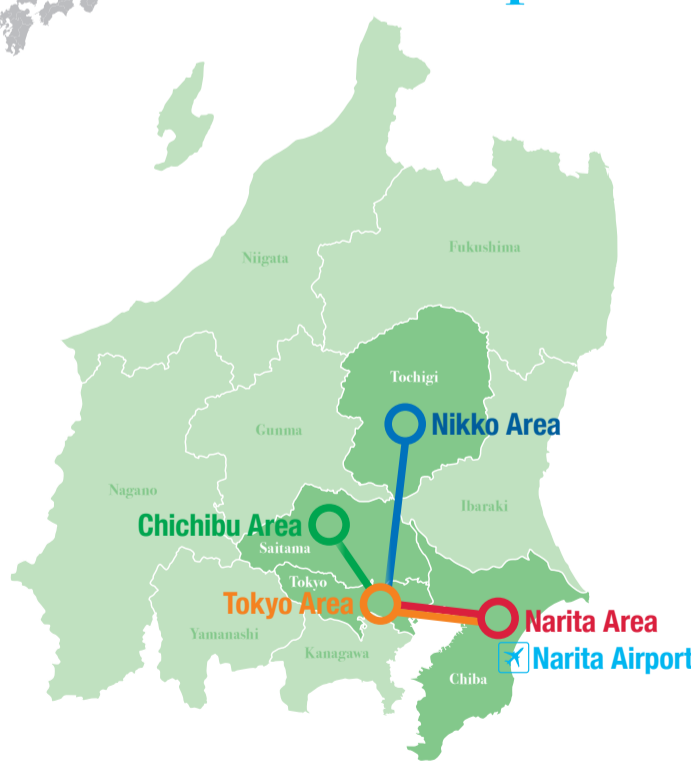 Niigata
Fukushima
Tochigi
Nikko Area
Gunma
Nagano
Ibaraki
Chichibu Area
Saitama
Tokyo
Tokyo Area
Narita Area
Yamanashi
Kanagawa
Narita Airport
Chiba